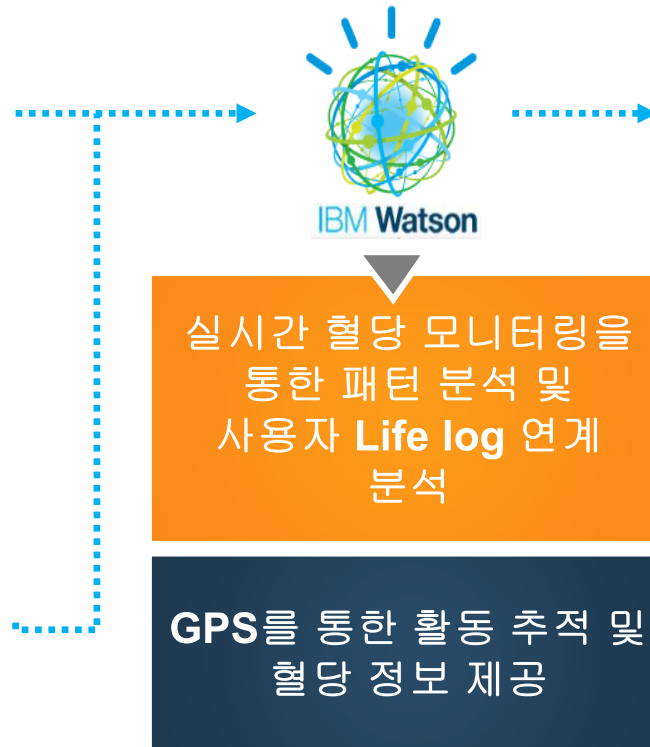 IBM Watson
실시간 혈당 모니터링을
통한 패턴 분석 및
사용자 Life log 연계
분석
GPS를 통한 활동 추적 및
혈당 정보 제공